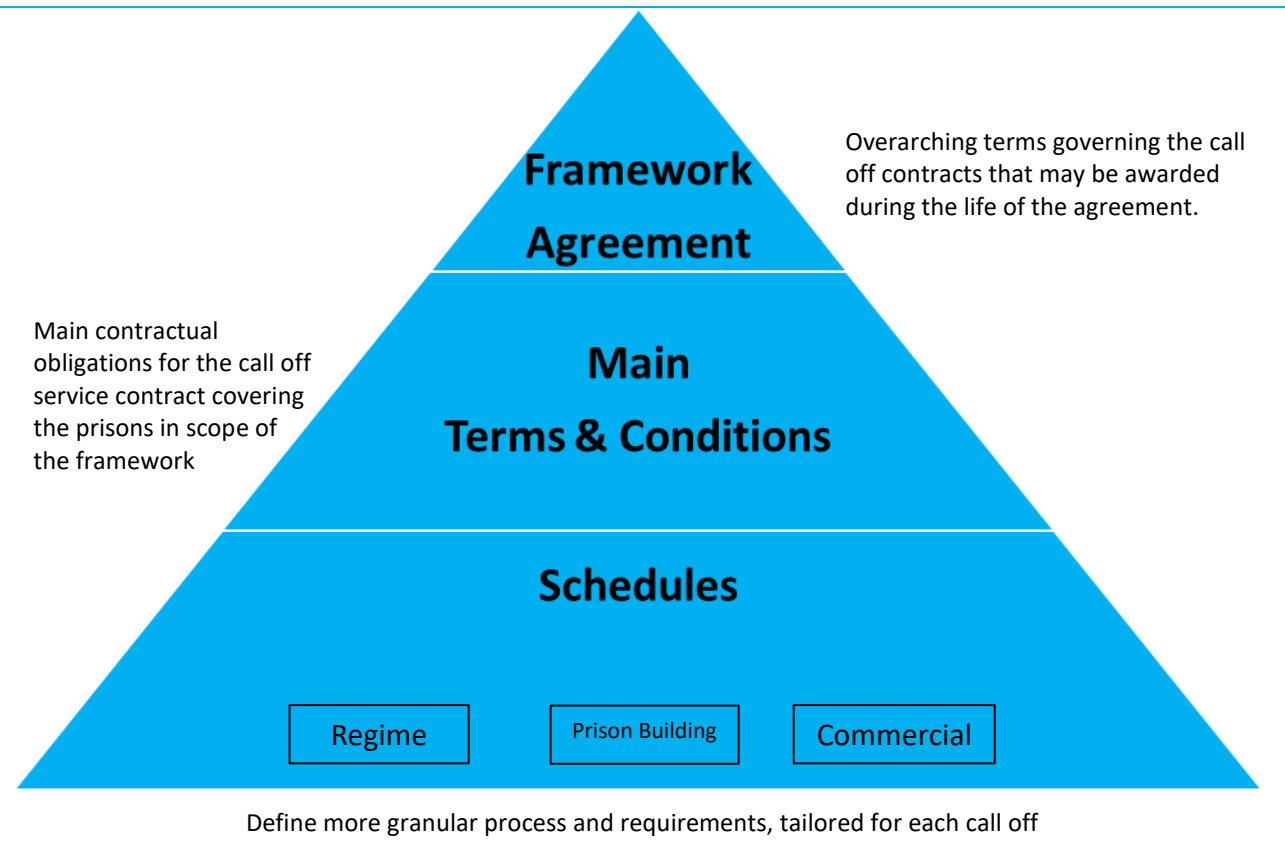 Framework
Agreement
Overarching terms governing the call
off contracts that may be awarded
during the life of the agreement.
Main contractual
obligations for the call off
service contract covering
the prisons in scope of
the framework
Main
Terms & Conditions
Schedules
Regime
Prison Building
Commercial
Define more granular process and requirements, tailored for each call off